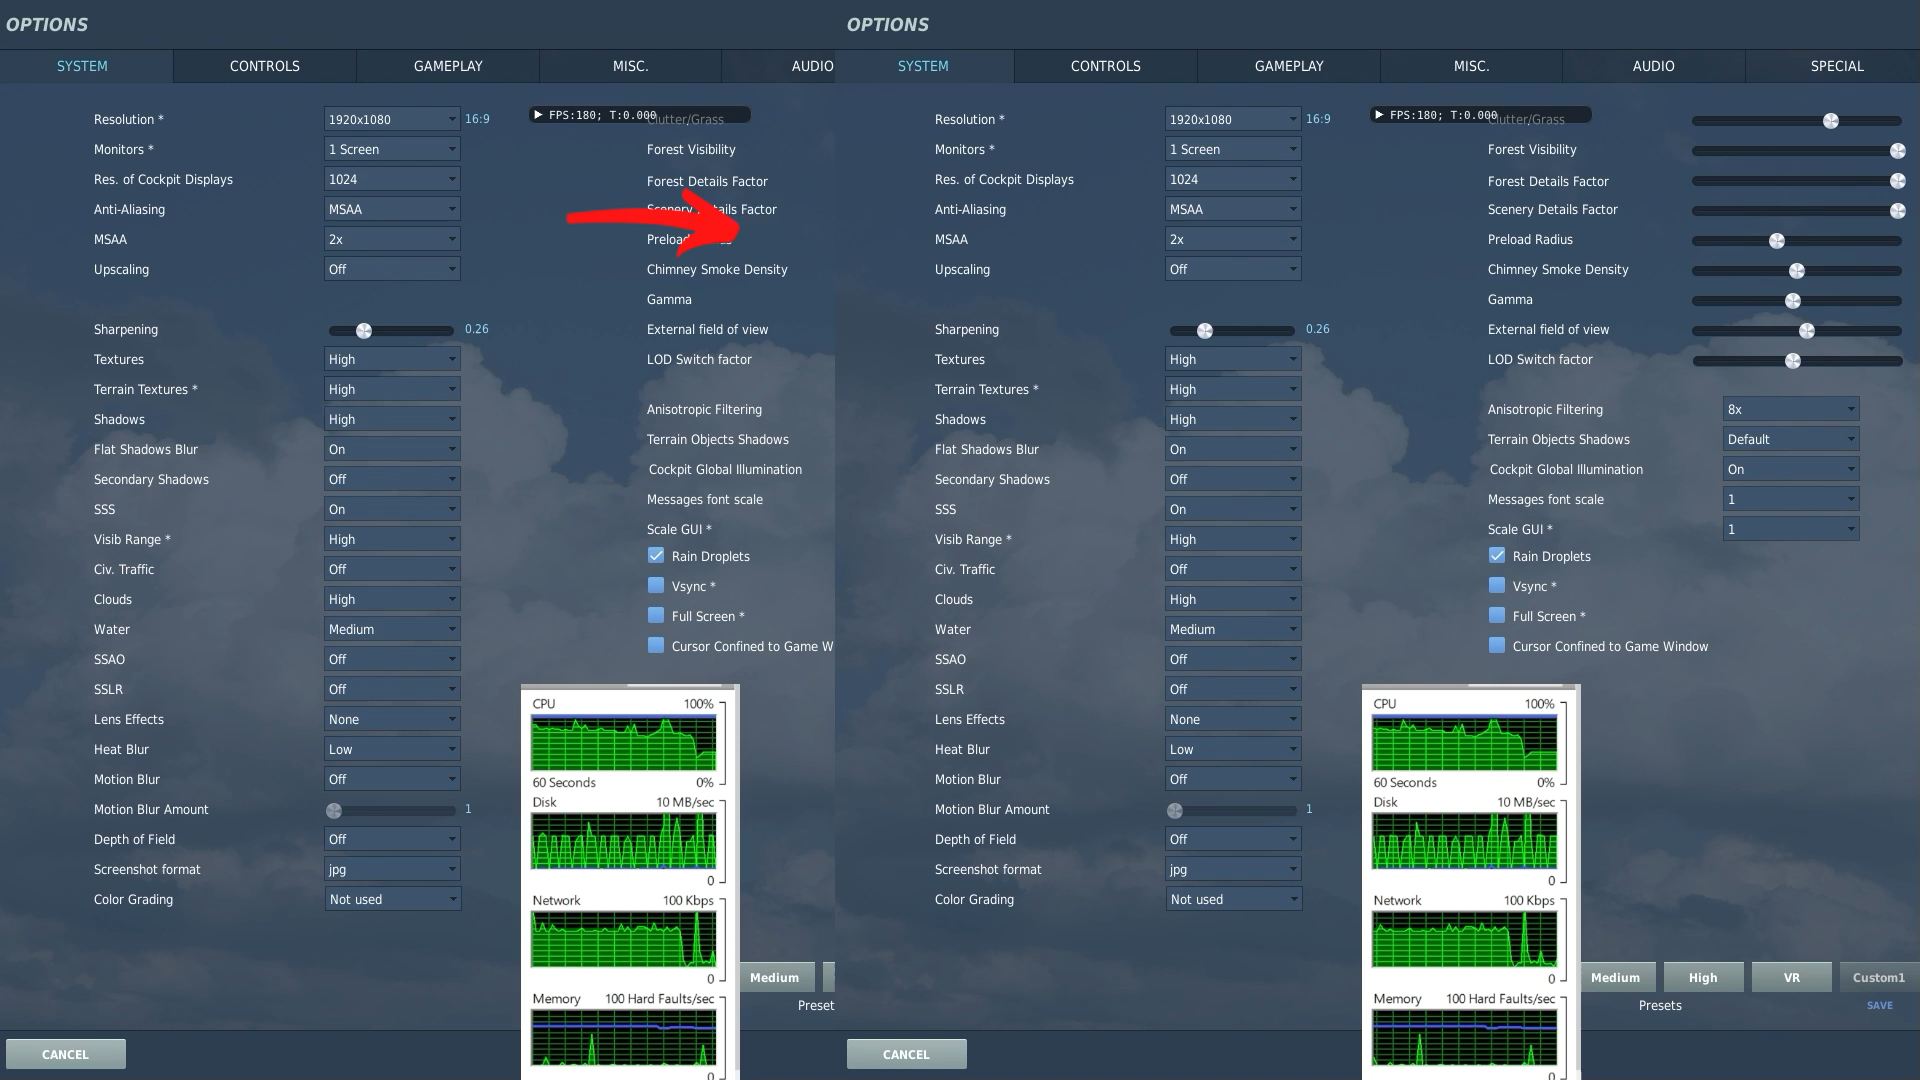 OPTIONS
SYSTEM CONTROLS GAMEPLAY MISC. AUDIO
Resolution * 1920x1080 16:9
Monitors * 1 Screen
Res. of Cockpit Displays 1024
Anti-Aliasing MSAA
MSAA 2x
Upscaling Off
Sharpening 0.26
Textures High
Terrain Textures * High
Shadows High
Flat Shadows Blur On
Secondary Shadows Off
SSS On
Visib Range * High
Civ. Traffic Off
Clouds High
Water Medium
SSAO Off
SSLR Off
Lens Effects None
Heat Blur Low
Motion Blur Off
Motion Blur Amount 1
Depth of Field Off
Screenshot format jpg
Color Grading Not used
FPS:180; T:0.000
Clutter/Grass
Forest Visibility
Forest Details Factor
Scenery Details Factor
Preload
Chimney Smoke Density
Gamma
External field of view
LOD Switch factor
Anisotropic Filtering
Terrain Objects Shadows
Cockpit Global Illumination
Messages font scale
Scale GUI *
Rain Droplets
Vsync *
Full Screen *
Cursor Confined to Game W
CPU 100%
60 Seconds 0%
Disk 10 MB/sec
0
Network 100 Kbps
0
Memory 100 Hard Faults/sec
0
Medium
Preset
CANCEL
OPTIONS
SYSTEM CONTROLS GAMEPLAY MISC. AUDIO SPECIAL
Resolution * 1920x1080 16:9
Monitors * 1 Screen
Res. of Cockpit Displays 1024
Anti-Aliasing MSAA
MSAA 2x
Upscaling Off
Sharpening 0.26
Textures High
Terrain Textures * High
Shadows High
Flat Shadows Blur On
Secondary Shadows Off
SSS On
Visib Range * High
Civ. Traffic Off
Clouds High
Water Medium
SSAO Off
SSLR Off
Lens Effects None
Heat Blur Low
Motion Blur Off
Motion Blur Amount 1
Depth of Field Off
Screenshot format jpg
Color Grading Not used
FPS:180; T:0.000
Clutter/Grass
Forest Visibility
Forest Details Factor
Scenery Details Factor
Preload Radius
Chimney Smoke Density
Gamma
External field of view
LOD Switch factor
Anisotropic Filtering 8x
Terrain Objects Shadows Default
Cockpit Global Illumination On
Messages font scale 1
Scale GUI * 1
Rain Droplets
Vsync *
Full Screen *
Cursor Confined to Game Window
CPU 100%
60 Seconds 0%
Disk 10 MB/sec
0
Network 100 Kbps
0
Memory 100 Hard Faults/sec
0
Medium High VR Custom1
Presets SAVE
CANCEL